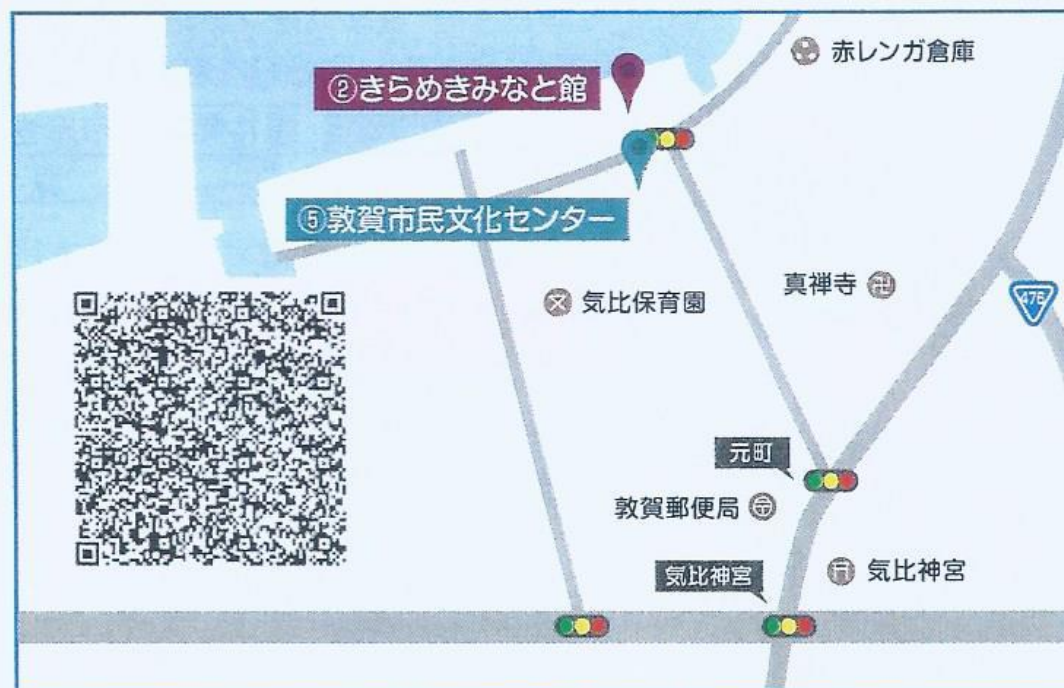 赤レンガ倉庫
②きらめきみなと館
⑤敦賀市民文化センター
真禅寺
気比保育園
476
元町
敦賀郵便局
気比神宮
気比神宮